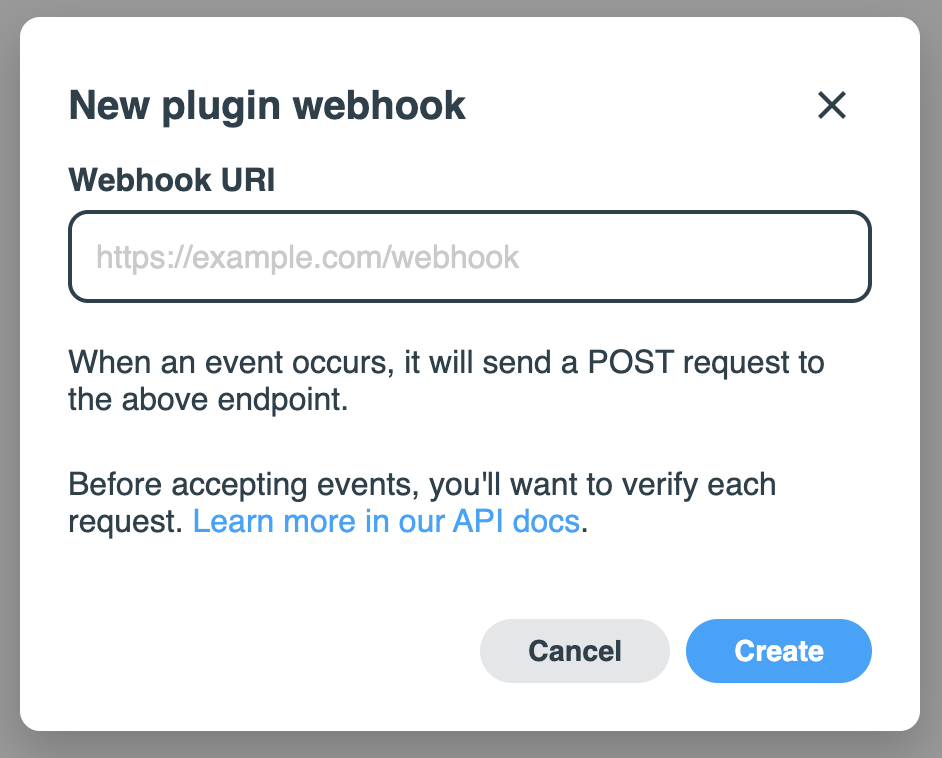 New plugin webhook
Webhook URI
https://example.com/webhook
When an event occurs, it will send a POST request to
the above endpoint.
Before accepting events, you'll want to verify each
request. Learn more in our API docs.
Cancel
Create